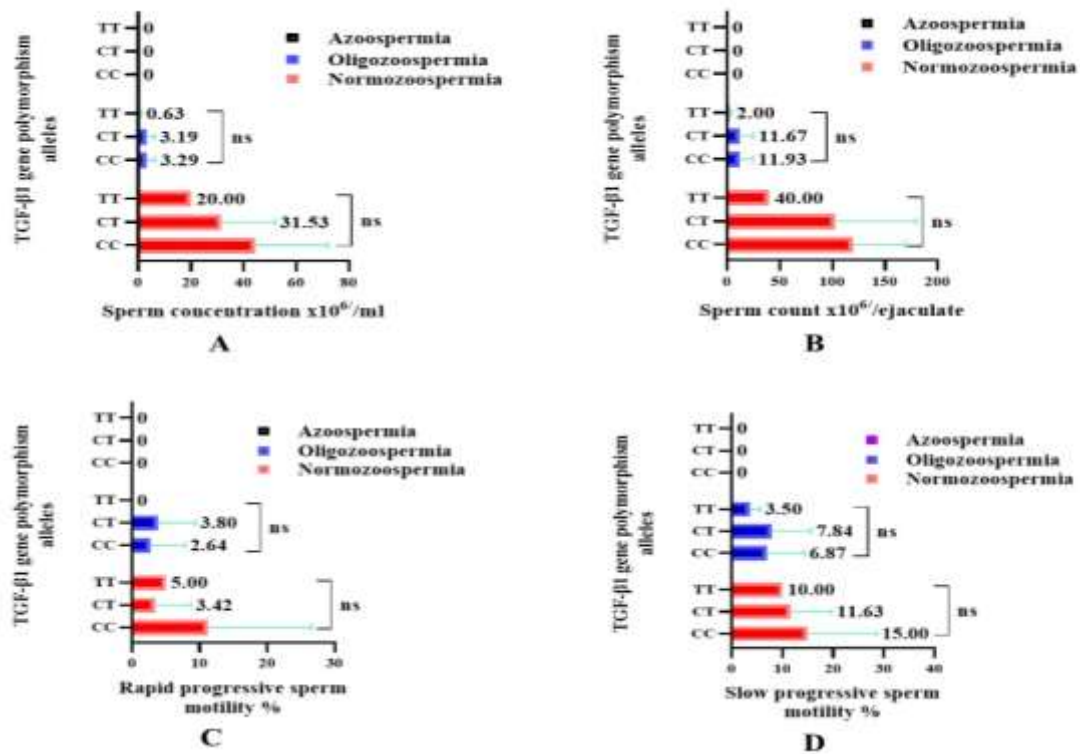 TGF-β1 gene polymorphism
alleles
TT 0
CT 0
CC 0
TT 0.63
CT 3.19
CC 3.29
ns
TT 20.00
CT 31.53
CC
ns
Azoospermia
Oligozoospermia
Normozoospermia
0 20 40 60 80
Sperm concentration x10^6/ /ml
A
TGF-β1 gene polymorphism
alleles
TT 0
CT 0
CC 0
TT 2.00
CT 11.67
CC 11.93
ns
TT 40.00
CT
CC
ns
Azoospermia
Oligozoospermia
Normozoospermia
0 100 200
Sperm count x10^6/ /ejaculate
B
TGF-β1 gene polymorphism
alleles
TT 0
CT 0
CC 0
TT 0
CT 3.80
CC 2.64
ns
TT 5.00
CT 3.42
CC
ns
Azoospermia
Oligozoospermia
Normozoospermia
0 10 20 30
Rapid progressive sperm
motility %
C
TGF-β1 gene polymorphism
alleles
TT 0
CT 0
CC 0
TT 3.50
CT 7.84
CC 6.87
ns
TT 10.00
CT 11.63
CC 15.00
ns
Azoospermia
Oligozoospermia
Normozoospermia
0 10 20 30 40
Slow progressive sperm
motility %
D